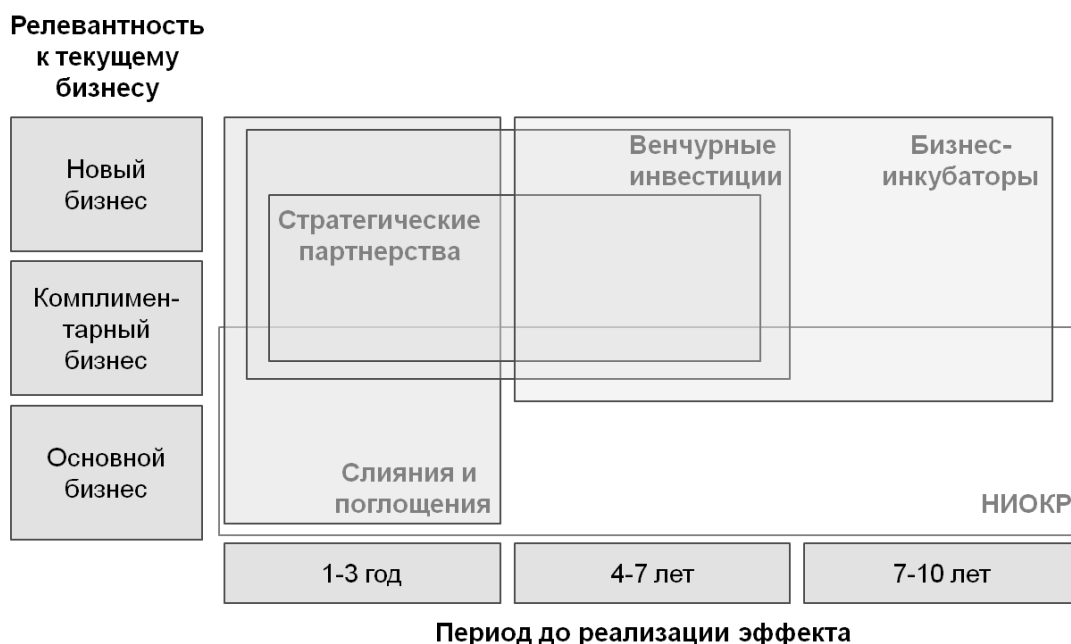 Релевантность
к текущему
бизнесу
Новый
бизнес
Комплимен-
тарный
бизнес
Основной
бизнес
Венчурные
инвестиции
Бизнес-
инкубаторы
Стратегические
партнерства
Слияния и
поглощения
НИОКР
1-3 год
4-7 лет
7-10 лет
Период до реализации эффекта